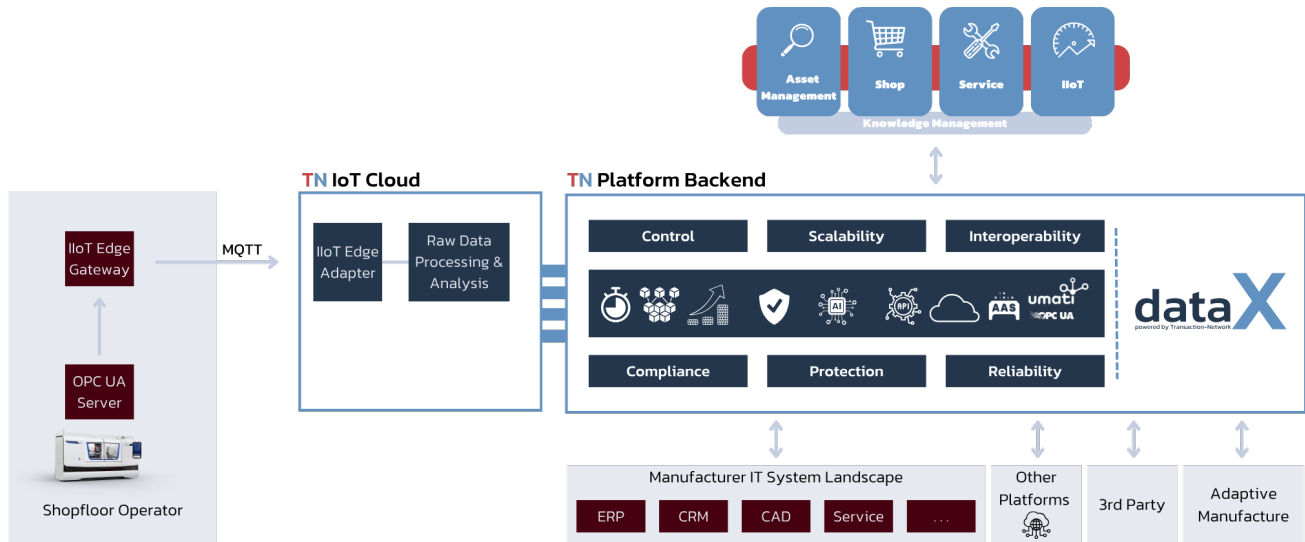 Asset
Management
Shop
Service
IIoT
Knowledge Management
TN IoT Cloud
TN Platform Backend
IIoT Edge
Gateway
MQTT
OPC UA
Server
Shopfloor Operator
IIoT Edge
Adapter
Raw Data
Processing &
Analysis
Control
Scalability
Interoperability
AI
API
AAS
umati
OPC UA
Compliance
Protection
Reliability
dataX
powered by Transaction-Network
Manufacturer IT System Landscape
ERP
CRM
CAD
Service
...
Other
Platforms
3rd Party
Adaptive
Manufacture